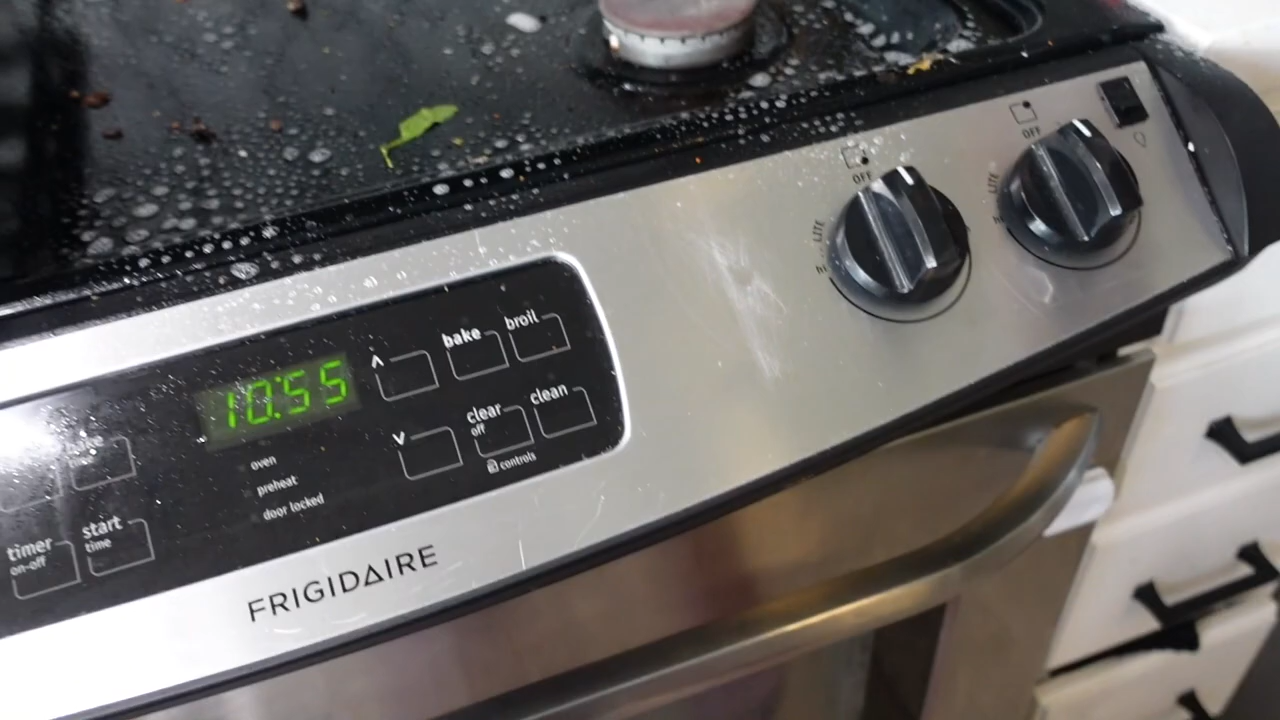 OFF
LITE
OFF
LITE
hi
10:55
bake
broil
clear
off
clean
controls
oven
preheat
door locked
timer
on-off
start
time
FRIGIDAIRE